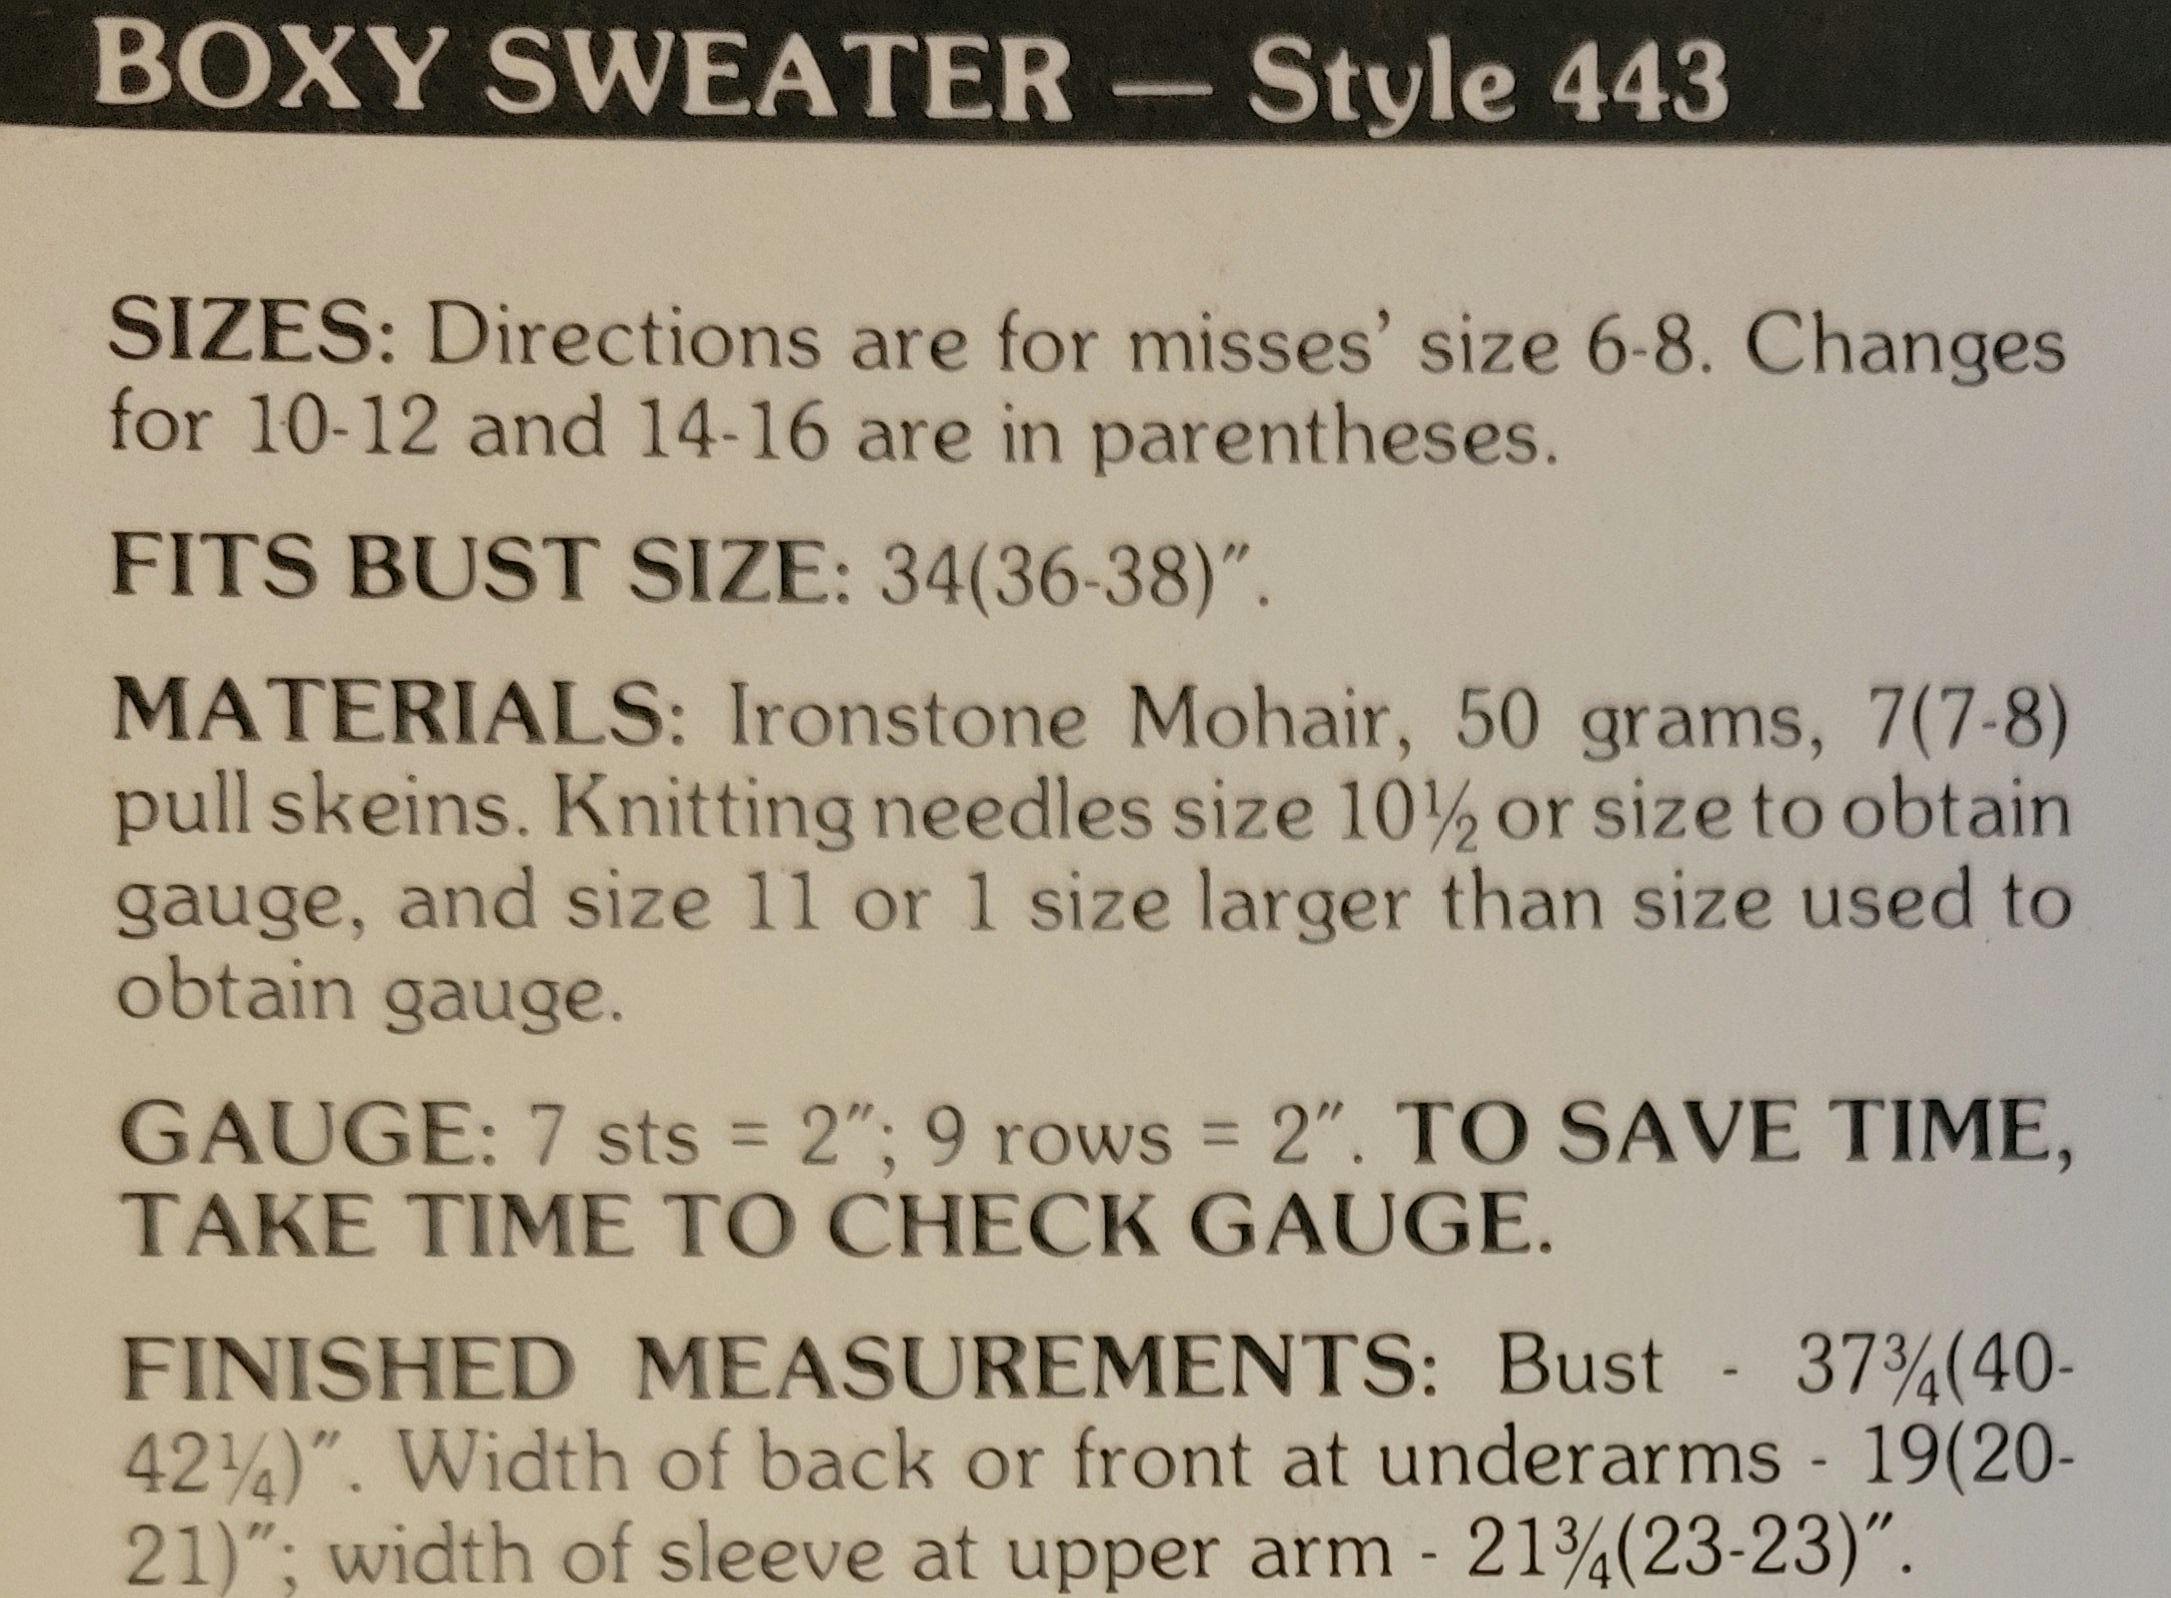 BOXY SWEATER — Style 443
SIZES: Directions are for misses’ size 6-8. Changes
for 10-12 and 14-16 are in parentheses.
FITS BUST SIZE: 34(36-38)″.
MATERIALS: Ironstone Mohair, 50 grams, 7(7-8)
pull skeins. Knitting needles size 10½ or size to obtain
gauge, and size 11 or 1 size larger than size used to
obtain gauge.
GAUGE: 7 sts = 2″; 9 rows = 2″. TO SAVE TIME,
TAKE TIME TO CHECK GAUGE.
FINISHED MEASUREMENTS: Bust - 37¾(40-
42¼)″. Width of back or front at underarms - 19(20-
21)″; width of sleeve at upper arm - 21¾(23-23)″.